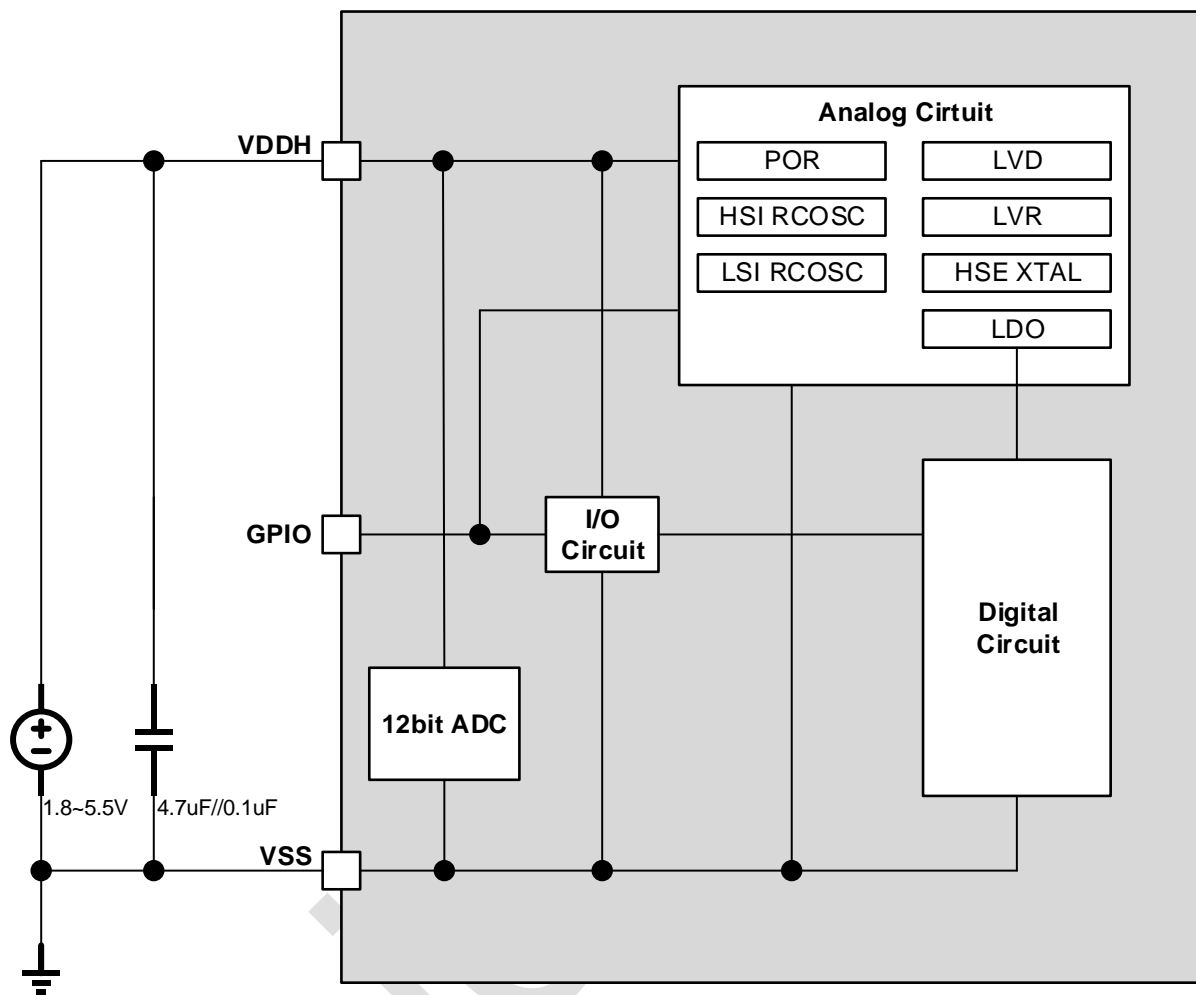 Analog Cirtuit
VDDH
POR
LVD
HSI RCOSC
LVR
LSI RCOSC
HSE XTAL
LDO
GPIO
I/O
Circuit
Digital
Circuit
12bit ADC
1.8~5.5V
4.7uF//0.1uF
VSS